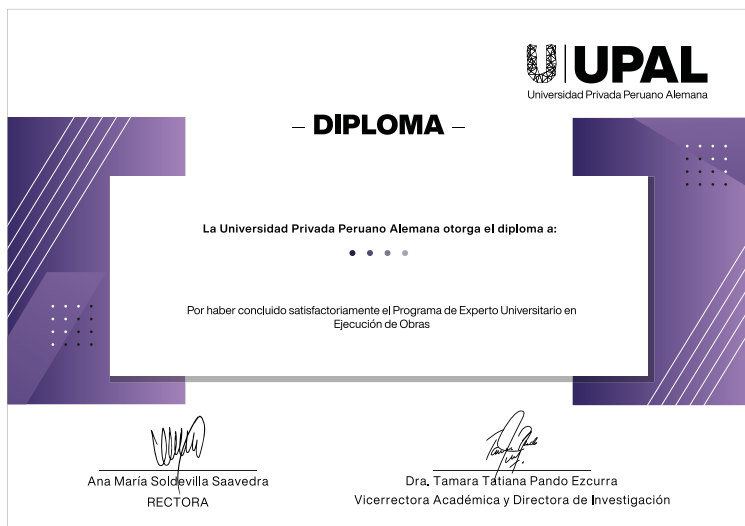 UPAL
Universidad Privada Peruano Alemana
– DIPLOMA –
La Universidad Privada Peruano Alemana otorga el diploma a:
Por haber concluido satisfactoriamente el Programa de Experto Universitario en
Ejecución de Obras
Ana María Soldevilla Saavedra
RECTORA
Dra. Tamara Tatiana Pando Ezcurra
Vicerrectora Académica y Directora de Investigación